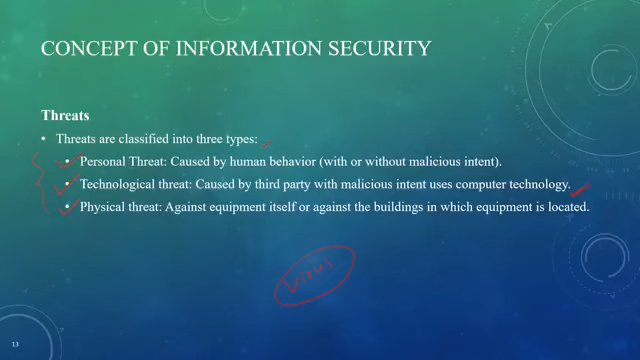 CONCEPT OF INFORMATION SECURITY
Threats
• Threats are classified into three types:
• Personal Threat: Caused by human behavior (with or without malicious intent).
• Technological threat: Caused by third party with malicious intent uses computer technology.
• Physical threat: Against equipment itself or against the buildings in which equipment is located.
Virus
13